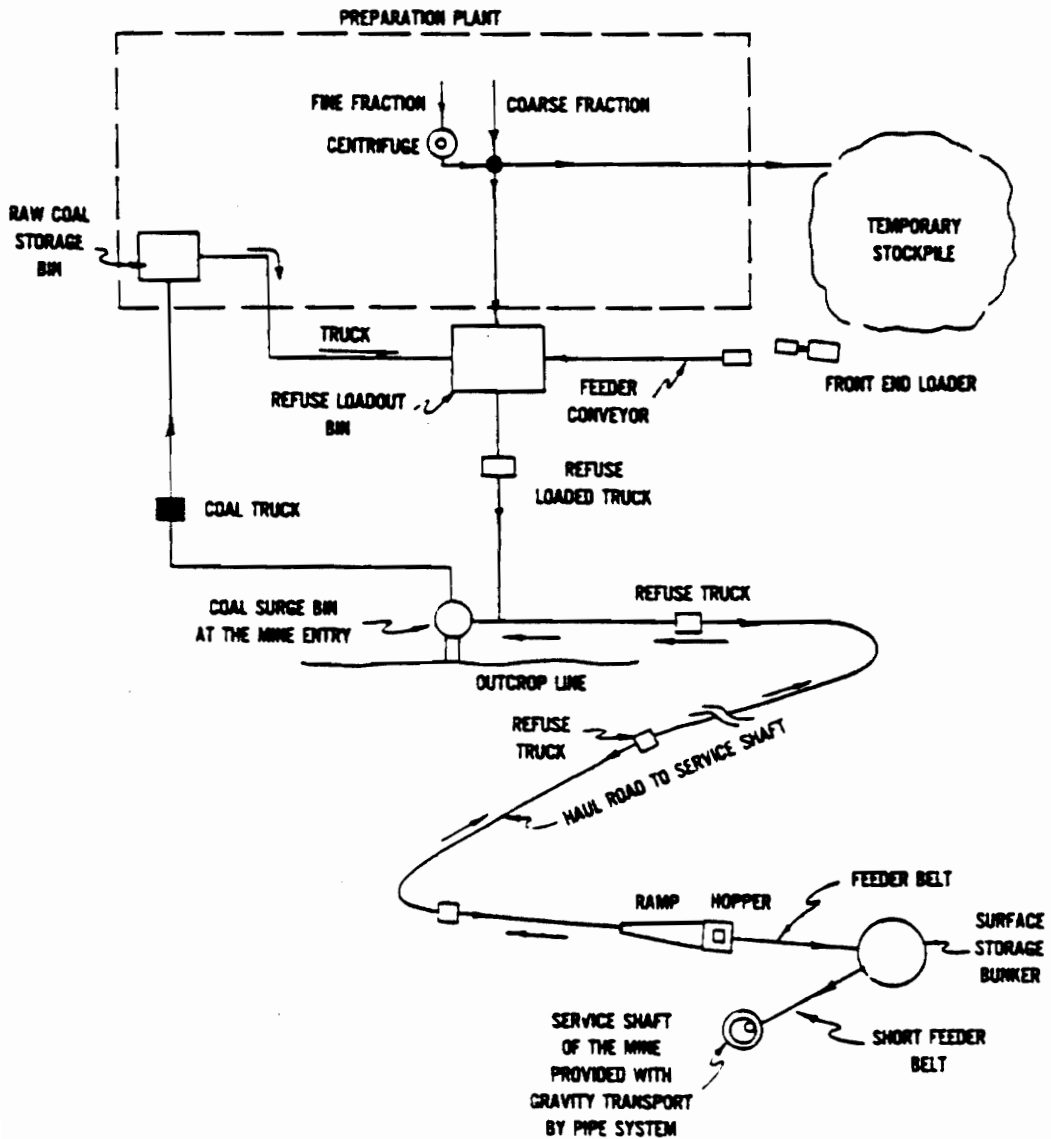 PREPARATION PLANT
FINE FRACTION
COARSE FRACTION
CENTRIFUGE
RAW COAL
STORAGE
BIN
TEMPORARY
STOCKPILE
TRUCK
REFUSE LOADOUT
BIN
FEEDER
CONVEYOR
FRONT END LOADER
REFUSE
LOADED TRUCK
COAL TRUCK
COAL SURGE BIN
AT THE MINE ENTRY
REFUSE TRUCK
OUTCROP LINE
REFUSE
TRUCK
HAUL ROAD TO SERVICE SHAFT
RAMP
HOPPER
FEEDER BELT
SURFACE
STORAGE
BUNKER
SERVICE SHAFT
OF THE MINE
PROVIDED WITH
GRAVITY TRANSPORT
BY PIPE SYSTEM
SHORT FEEDER
BELT